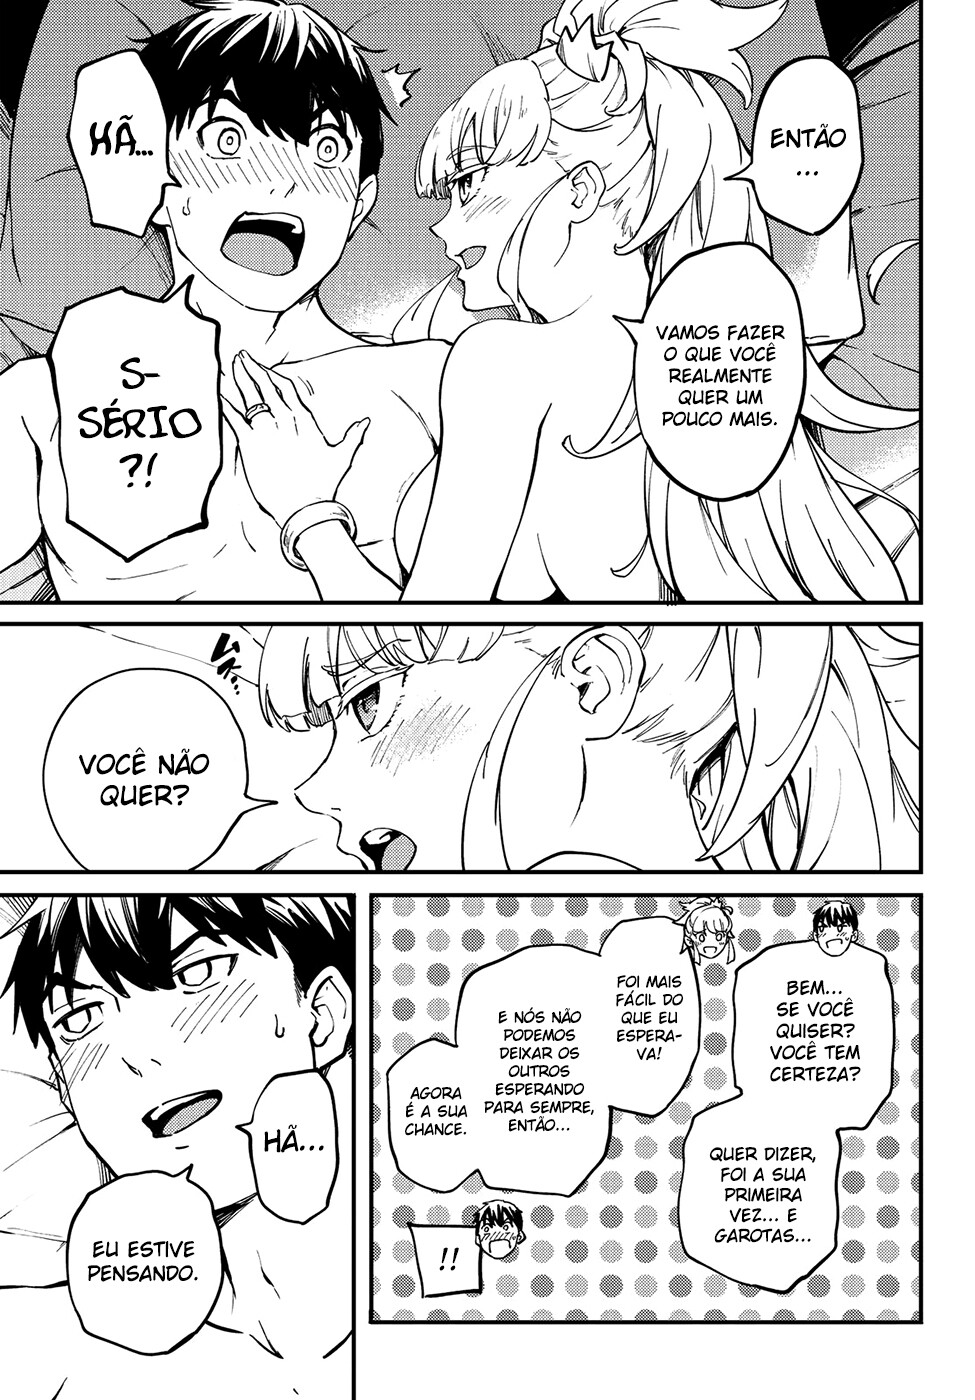 ENTÃO
...
VAMOS FAZER
O QUE VOCÊ
REALMENTE
QUER UM
POUCO MAIS.
HÃ...
S-
SÉRIO
?!
VOCÊ NÃO
QUER?
BEM...
SE VOCÊ
QUISER?
VOCÊ TEM
CERTEZA?
QUER DIZER,
FOI A SUA
PRIMEIRA
VEZ... E
GAROTAS...
FOI MAIS
FÁCIL DO
QUE EU
ESPERA-
VA!
E NÓS NÃO
PODEMOS
DEIXAR OS
OUTROS
ESPERANDO
PARA SEMPRE,
ENTÃO...
AGORA
É A SUA
CHANCE.
!!
HÃ...
EU ESTIVE
PENSANDO.